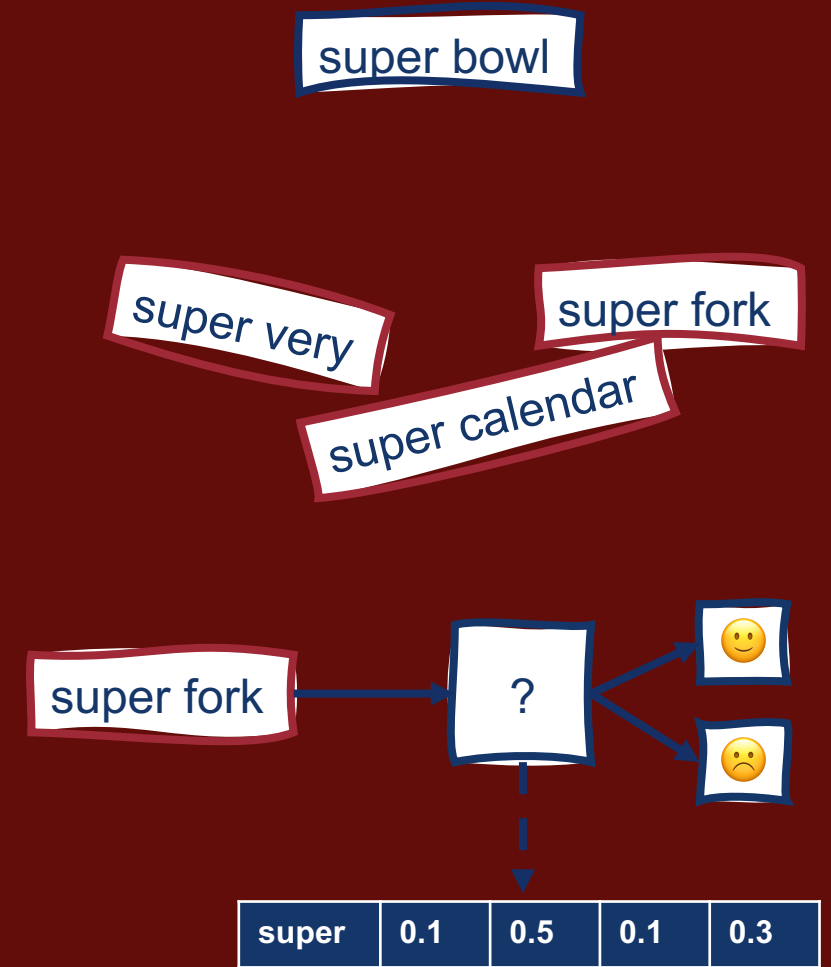 super bowl
super very
super fork
super calendar
super fork
?
super 0.1 0.5 0.1 0.3